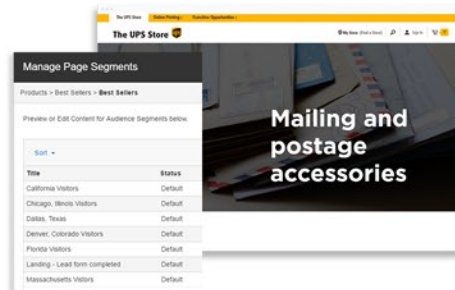 The UPS Store Online Printing › Franchise Opportunities ›
The UPS Store
My Store (Find a Store) Sign In
Mailing and
postage
accessories
Manage Page Segments
Products > Best Sellers > Best Sellers
Preview or Edit Content for Audience Segments below.
Sort
Title Status
California Visitors Default
Chicago, Illinois Visitors Default
Dallas, Texas Default
Denver, Colorado Visitors Default
Florida Visitors Default
Landing - Lead form completed Default
Massachusetts Visitors Default